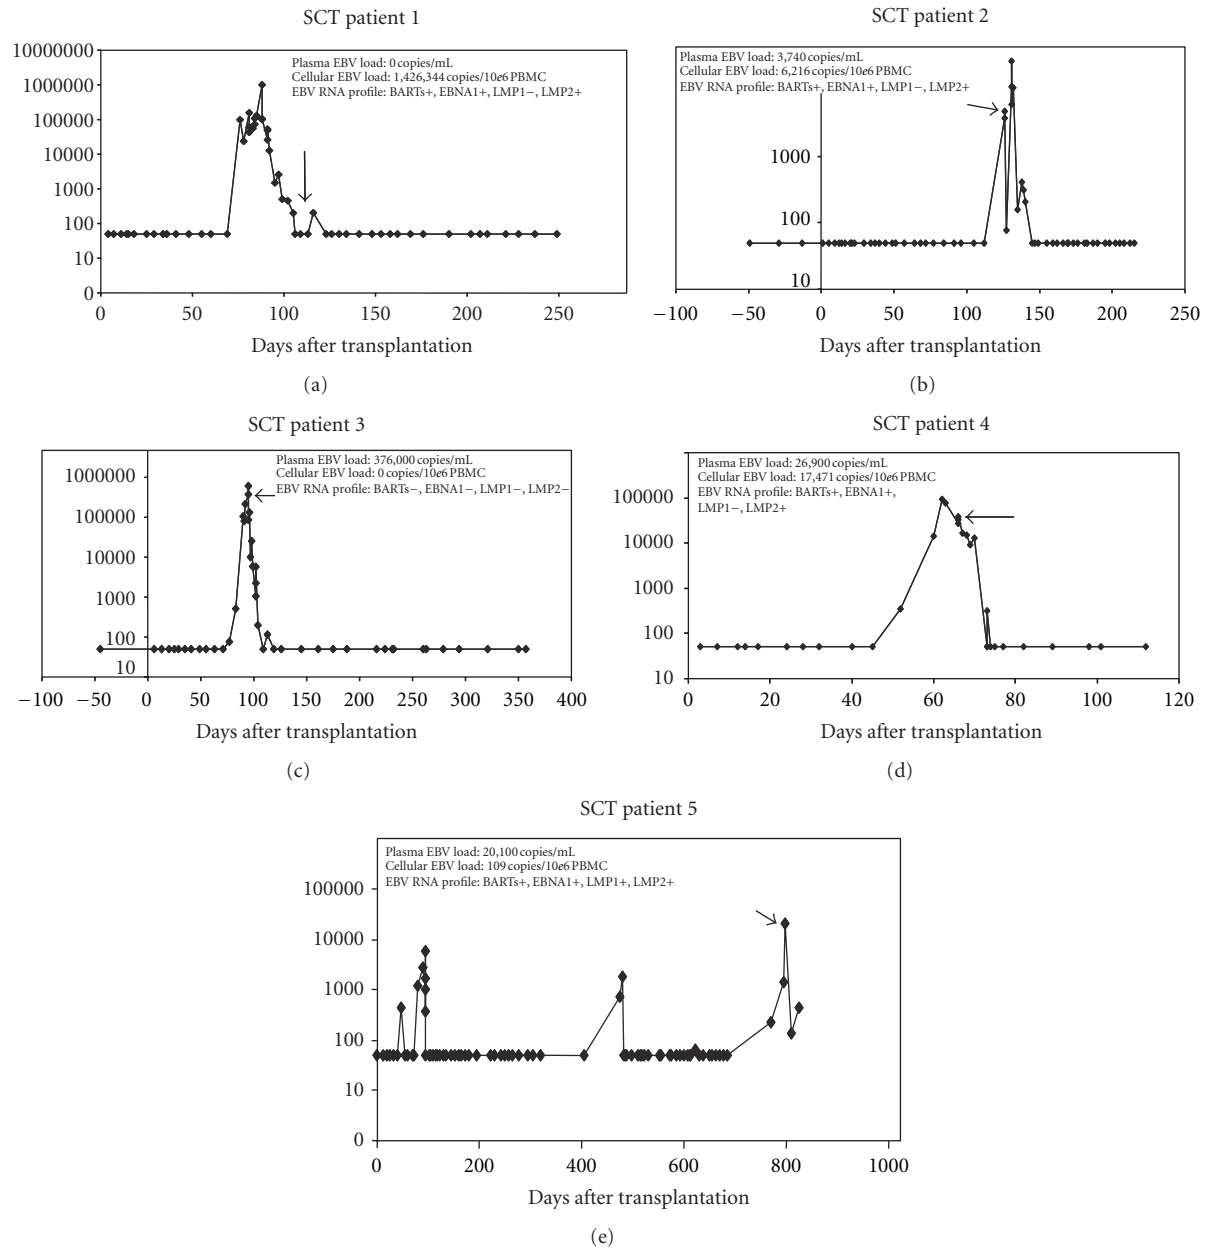 SCT patient 1
Plasma EBV load: 0 copies/mL
Cellular EBV load: 1,426,344 copies/10e6 PBMC
EBV RNA profile: BARTs+, EBNA1+, LMP1−, LMP2+
10000000
1000000
100000
10000
1000
100
10
0
0 50 100 150 200 250
Days after transplantation
(a)
SCT patient 2
Plasma EBV load: 3,740 copies/mL
Cellular EBV load: 6,216 copies/10e6 PBMC
EBV RNA profile: BARTs+, EBNA1+, LMP1−, LMP2+
1000
100
10
−100 −50 0 50 100 150 200 250
Days after transplantation
(b)
SCT patient 3
Plasma EBV load: 376,000 copies/mL
Cellular EBV load: 0 copies/10e6 PBMC
EBV RNA profile: BARTs−, EBNA1−, LMP1−, LMP2−
1000000
100000
10000
1000
100
10
−100 −50 0 50 100 150 200 250 300 350 400
Days after transplantation
(c)
SCT patient 4
Plasma EBV load: 26,900 copies/mL
Cellular EBV load: 17,471 copies/10e6 PBMC
EBV RNA profile: BARTs+, EBNA1+,
LMP1−, LMP2+
100000
10000
1000
100
10
0 20 40 60 80 100 120
Days after transplantation
(d)
SCT patient 5
Plasma EBV load: 20,100 copies/mL
Cellular EBV load: 109 copies/10e6 PBMC
EBV RNA profile: BARTs+, EBNA1+, LMP1+, LMP2+
100000
10000
1000
100
10
0
0 200 400 600 800 1000
Days after transplantation
(e)